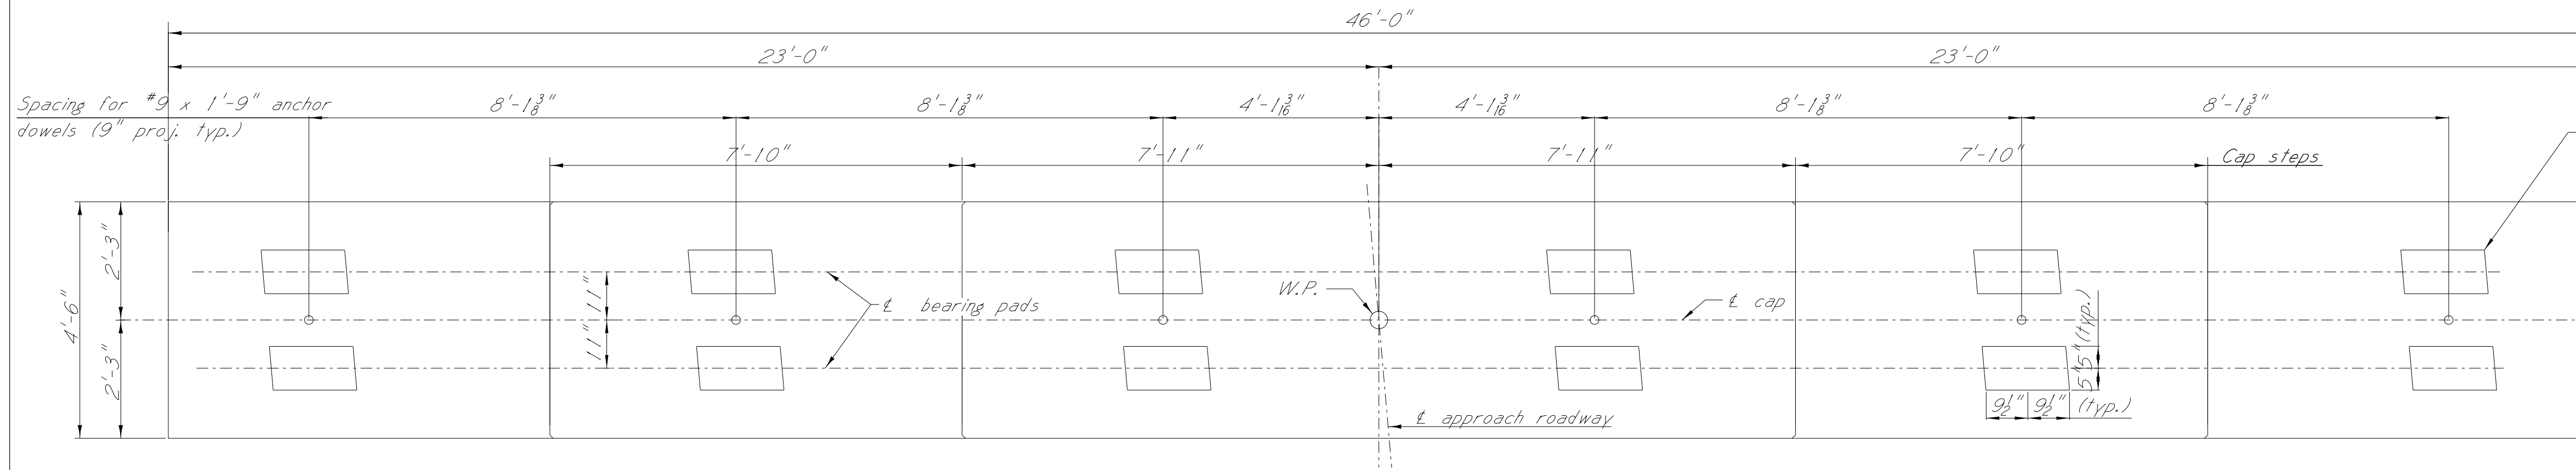 46'-0"
23'-0" 23'-0"
Spacing for #9 x 1'-9" anchor
dowels (9" proj. typ.)
8'-1 3/8" 8'-1 3/8" 4'-1 3/16" 4'-1 3/16" 8'-1 3/8" 8'-1 3/8"
7'-10" 7'-11" 7'-11" 7'-10" Cap steps
4'-6"
2'-3"
2'-3"
11"
11"
℄ bearing pads
W.P.
℄ cap
℄ approach roadway
5" 5" (typ.)
9 1/2" 9 1/2" (typ.)